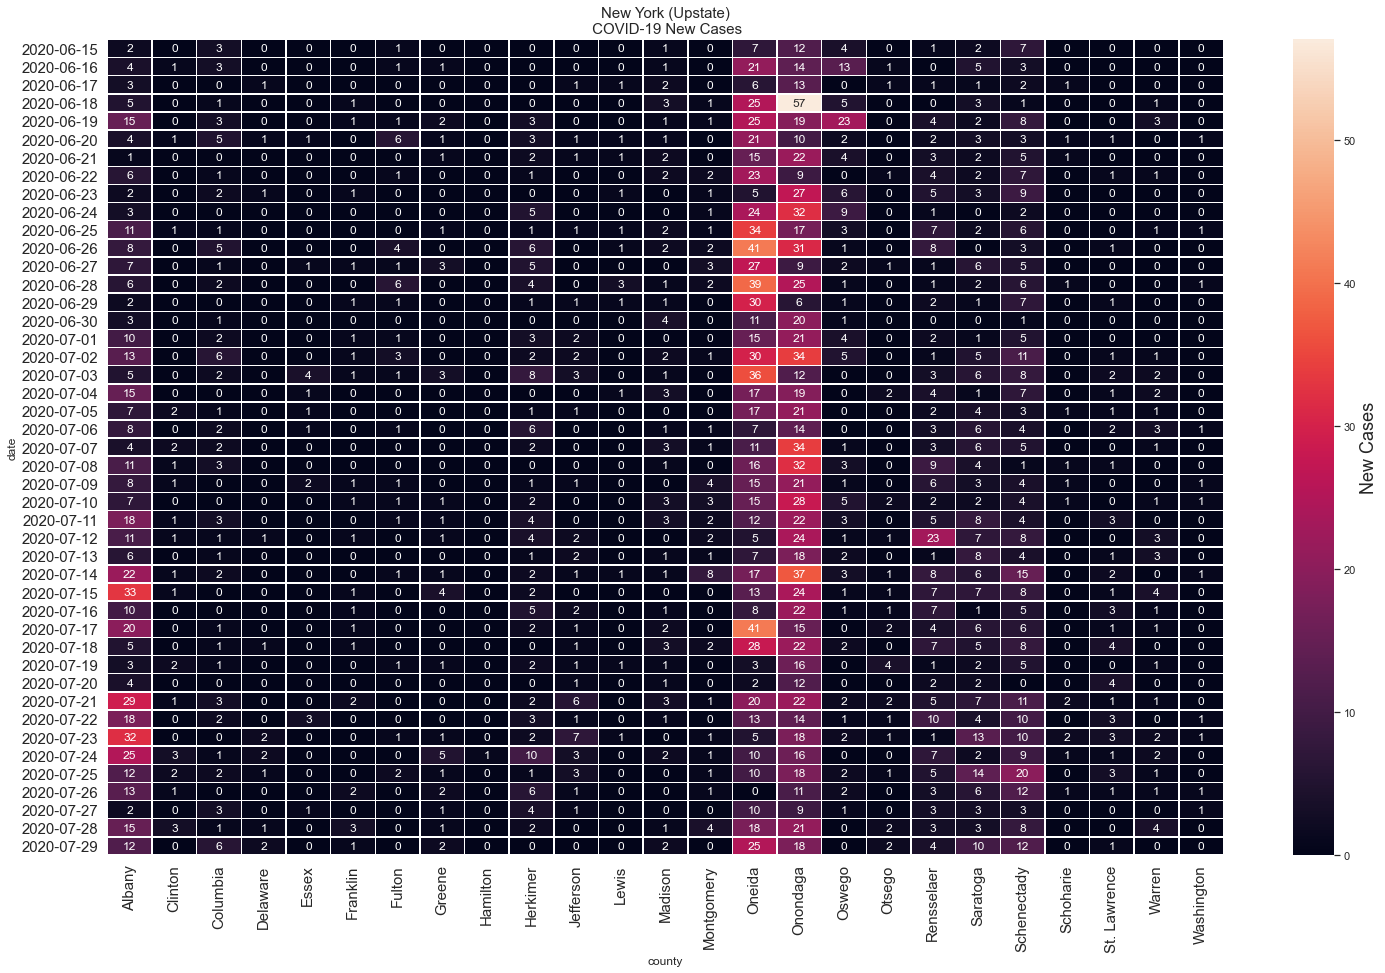 New York (Upstate)
COVID-19 New Cases
2020-06-15 2 0 3 0 0 0 1 0 0 0 0 0 1 0 7 12 4 0 1 2 7 0 0 0 0
2020-06-16 4 1 3 0 0 0 1 1 0 0 0 0 1 0 21 14 13 1 0 5 3 0 0 0 0
2020-06-17 3 0 0 1 0 0 0 0 0 0 1 1 2 0 6 13 0 1 1 1 2 1 0 0 0
2020-06-18 5 0 1 0 0 1 0 0 0 0 0 0 3 1 25 57 5 0 0 3 1 0 0 1 0
2020-06-19 15 0 3 0 0 1 1 2 0 3 0 0 1 1 25 19 23 0 4 2 8 0 0 3 0
2020-06-20 4 1 5 1 1 0 6 1 0 3 1 1 1 0 21 10 2 0 2 3 3 1 1 0 1
2020-06-21 1 0 0 0 0 0 0 1 0 2 1 1 2 0 15 22 4 0 3 2 5 1 0 0 0
2020-06-22 6 0 1 0 0 0 1 0 0 1 0 0 2 2 23 9 0 1 4 2 7 0 1 1 0
2020-06-23 2 0 2 1 0 1 0 0 0 0 0 1 0 1 5 27 6 0 5 3 9 0 0 0 0
2020-06-24 3 0 0 0 0 0 0 0 0 5 0 0 0 1 24 32 9 0 1 0 2 0 0 0 0
2020-06-25 11 1 1 0 0 0 0 1 0 1 1 1 2 1 34 17 3 0 7 2 6 0 0 1 1
2020-06-26 8 0 5 0 0 0 4 0 0 6 0 1 2 2 41 31 1 0 8 0 3 0 1 0 0
2020-06-27 7 0 1 0 1 1 1 3 0 5 0 0 0 3 27 9 2 1 1 6 5 0 0 0 0
2020-06-28 6 0 2 0 0 0 6 0 0 4 0 3 1 2 39 25 1 0 1 2 6 1 0 0 1
2020-06-29 2 0 0 0 0 1 1 0 0 1 1 1 1 0 30 6 1 0 2 1 7 0 1 0 0
2020-06-30 3 0 1 0 0 0 0 0 0 0 0 0 4 0 11 20 1 0 0 0 1 0 0 0 0
2020-07-01 10 0 2 0 0 1 1 0 0 3 2 0 0 0 15 21 4 0 2 1 5 0 0 0 0
2020-07-02 13 0 6 0 0 1 3 0 0 2 2 0 2 1 30 34 5 0 1 5 11 0 1 1 0
2020-07-03 5 0 2 0 4 1 1 3 0 8 3 0 1 0 36 12 0 0 3 6 8 0 2 2 0
2020-07-04 15 0 0 0 1 0 0 0 0 0 0 1 3 0 17 19 0 2 4 1 7 0 1 2 0
2020-07-05 7 2 1 0 1 0 0 0 0 1 1 0 0 0 17 21 0 0 2 4 3 1 1 1 0
2020-07-06 8 0 2 0 1 0 1 0 0 6 0 0 1 1 7 14 0 0 3 6 4 0 2 3 1
2020-07-07 4 2 2 0 0 0 0 0 0 2 0 0 3 1 11 34 1 0 3 6 5 0 0 1 0
2020-07-08 11 1 3 0 0 0 0 0 0 0 0 0 1 0 16 32 3 0 9 4 1 1 1 0 0
2020-07-09 8 1 0 0 2 1 1 0 0 1 1 0 0 4 15 21 1 0 6 3 4 1 0 0 1
2020-07-10 7 0 0 0 0 1 1 1 0 2 0 0 3 3 15 28 5 2 2 2 4 1 0 1 1
2020-07-11 18 1 3 0 0 0 1 1 0 4 0 0 3 2 12 22 3 0 5 8 4 0 3 0 0
2020-07-12 11 1 1 1 0 1 0 1 0 4 2 0 0 2 5 24 1 1 23 7 8 0 0 3 0
2020-07-13 6 0 1 0 0 0 0 0 0 1 2 0 1 1 7 18 2 0 1 8 4 0 1 3 0
2020-07-14 22 1 2 0 0 0 1 1 0 2 1 1 1 8 17 37 3 1 8 6 15 0 2 0 1
2020-07-15 33 1 0 0 0 1 0 4 0 2 0 0 0 0 13 24 1 1 7 7 8 0 1 4 0
2020-07-16 10 0 0 0 0 1 0 0 0 5 2 0 1 0 8 22 1 1 7 1 5 0 3 1 0
2020-07-17 20 0 1 0 0 1 0 0 0 2 1 0 2 0 41 15 0 2 4 6 6 0 1 1 0
2020-07-18 5 0 1 1 0 1 0 0 0 0 1 0 3 2 28 22 2 0 7 5 8 0 4 0 0
2020-07-19 3 2 0 0 0 0 1 1 0 2 1 1 1 0 3 16 0 4 1 2 5 0 0 1 0
2020-07-20 4 0 0 0 0 0 0 0 0 0 1 0 1 0 2 12 0 0 2 2 0 0 4 0 0
2020-07-21 29 1 3 0 0 2 0 0 0 2 6 0 3 1 20 22 2 2 5 7 11 2 1 1 0
2020-07-22 18 0 2 0 3 0 0 0 0 3 1 0 1 0 13 14 1 1 10 4 10 0 3 0 1
2020-07-23 32 0 0 2 0 0 1 1 0 2 7 1 0 1 5 18 2 1 1 13 10 2 3 2 1
2020-07-24 25 3 1 2 0 0 0 5 1 10 3 0 2 1 10 16 0 0 7 2 9 1 1 2 0
2020-07-25 12 2 2 1 0 0 2 0 0 1 3 0 0 1 10 18 2 1 5 14 20 0 3 1 0
2020-07-26 13 1 0 0 0 2 0 2 0 6 1 0 0 1 0 11 2 0 3 6 12 1 1 1 1
2020-07-27 2 0 3 0 1 0 0 0 0 4 1 0 0 0 10 9 1 0 3 3 3 0 0 0 1
2020-07-28 15 3 1 1 0 3 0 1 0 2 0 0 1 4 18 21 0 2 3 3 8 0 0 4 0
2020-07-29 12 0 6 2 0 1 0 2 0 0 0 0 2 0 25 18 0 2 4 10 12 0 1 0 0
date
Albany Clinton Columbia Delaware Essex Franklin Fulton Greene Hamilton Herkimer Jefferson Lewis Madison Montgomery Oneida Onondaga Oswego Otsego Rensselaer Saratoga Schenectady Schoharie St. Lawrence Warren Washington
county
50
40
30
20
10
0
New Cases